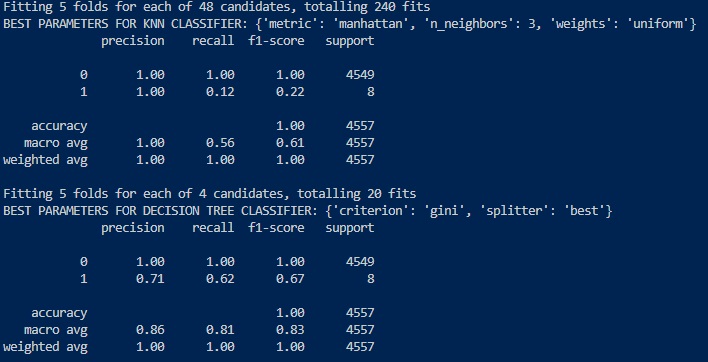 Fitting 5 folds for each of 48 candidates, totalling 240 fits
BEST PARAMETERS FOR KNN CLASSIFIER: {'metric': 'manhattan', 'n_neighbors': 3, 'weights': 'uniform'}
precision recall f1-score support
0 1.00 1.00 1.00 4549
1 1.00 0.12 0.22 8
accuracy 1.00 4557
macro avg 1.00 0.56 0.61 4557
weighted avg 1.00 1.00 1.00 4557
Fitting 5 folds for each of 4 candidates, totalling 20 fits
BEST PARAMETERS FOR DECISION TREE CLASSIFIER: {'criterion': 'gini', 'splitter': 'best'}
precision recall f1-score support
0 1.00 1.00 1.00 4549
1 0.71 0.62 0.67 8
accuracy 1.00 4557
macro avg 0.86 0.81 0.83 4557
weighted avg 1.00 1.00 1.00 4557